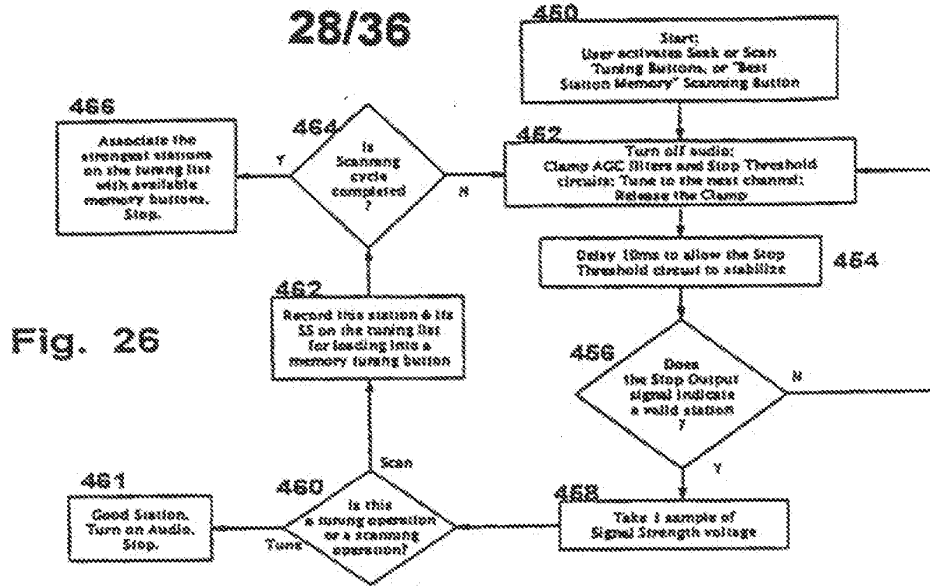 28/36
450
Start:
User activates Seek or Scan
Tuning Buttons, or "Best
Station Memory" Scanning Button
452
Turn off audio;
Clamp AGC filters and Stop Threshold
circuits; Tune to the next channel;
Release the Clamp
Delay 10ms to allow the Stop
Threshold circuit to stabilize
454
456
Does
the Stop Output
signal indicate
a valid station
?
N
Y
458
Take 1 sample of
Signal Strength voltage
460
Is this
a tuning operation
or a scanning
operation?
Tune
Scan
461
Good Station.
Turn on Audio.
Stop.
462
Record this station & its
SS on the tuning list
for loading into a
memory tuning button
464
Is
Scanning
cycle
completed
?
Y
N
466
Associate the
strongest stations
on the tuning list
with available
memory buttons.
Stop.
Fig. 26